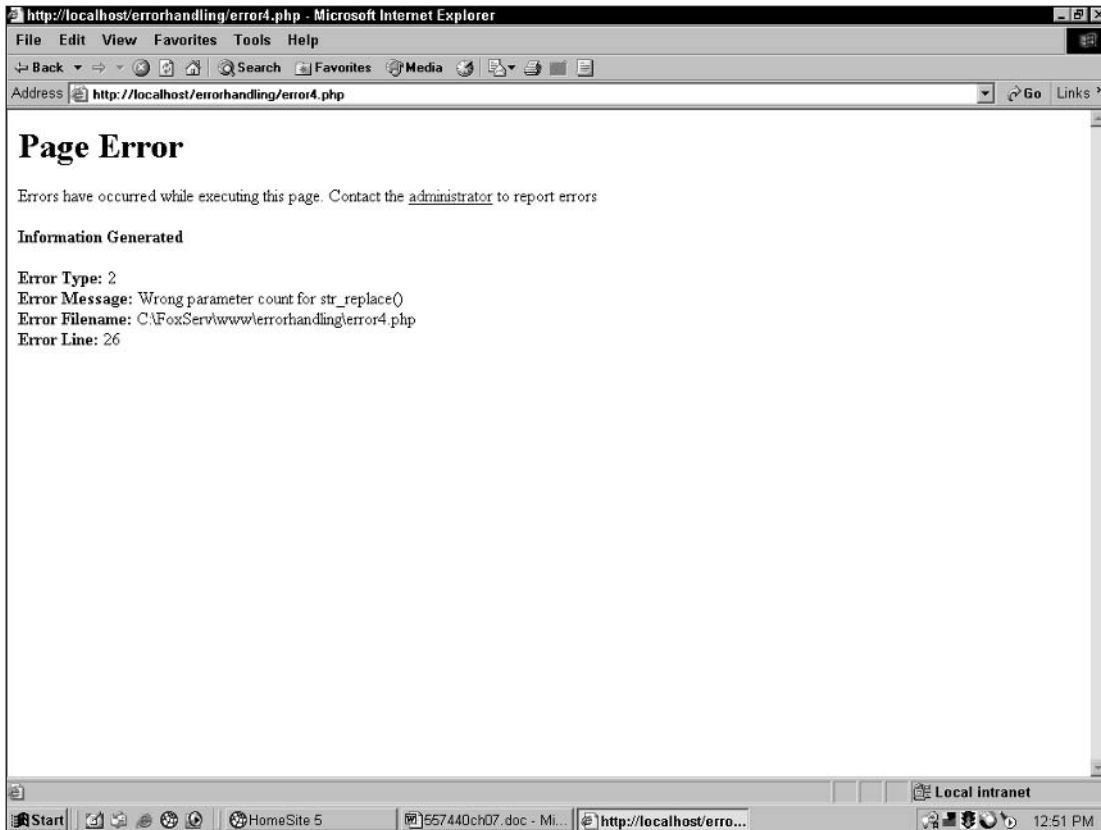 http://localhost/errorhandling/error4.php - Microsoft Internet Explorer
File Edit View Favorites Tools Help
Back Search Favorites Media
Address http://localhost/errorhandling/error4.php Go Links
Page Error
Errors have occurred while executing this page. Contact the administrator to report errors
Information Generated
Error Type: 2
Error Message: Wrong parameter count for str_replace()
Error Filename: C:\FoxServ\www\errorhandling\error4.php
Error Line: 26
Local intranet
Start HomeSite 5 557440ch07.doc - Mi... http://localhost/erro... 12:51 PM